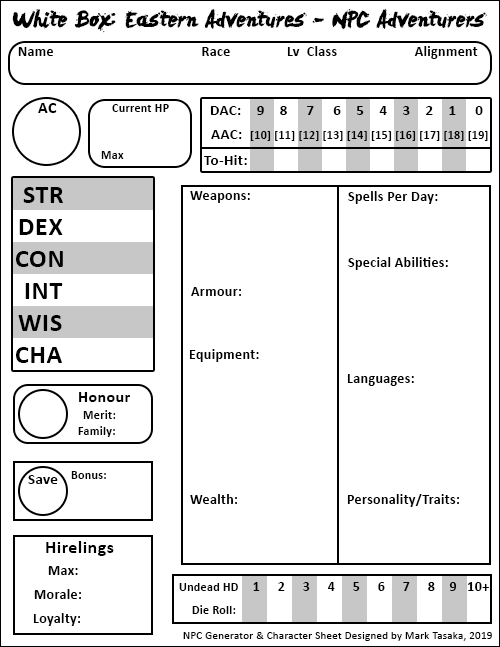 White Box: Eastern Adventures - NPC Adventurers
Name Race Lv Class Alignment
AC
Current HP
Max
DAC: 9 8 7 6 5 4 3 2 1 0
AAC: [10] [11] [12] [13] [14] [15] [16] [17] [18] [19]
To-Hit:
STR
DEX
CON
INT
WIS
CHA
Honour
Merit:
Family:
Save
Bonus:
Hirelings
Max:
Morale:
Loyalty:
Weapons:
Armour:
Equipment:
Wealth:
Spells Per Day:
Special Abilities:
Languages:
Personality/Traits:
Undead HD 1 2 3 4 5 6 7 8 9 10+
Die Roll:
NPC Generator & Character Sheet Designed by Mark Tasaka, 2019